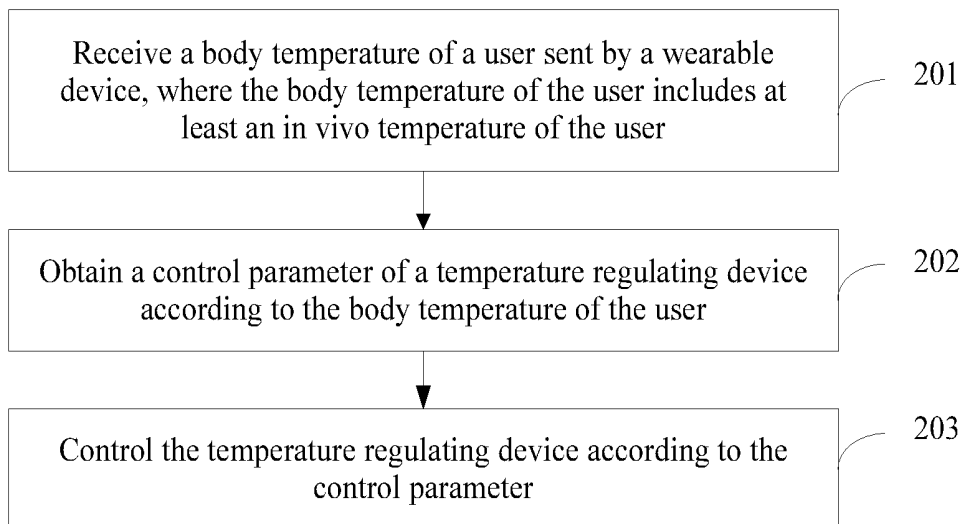 Receive a body temperature of a user sent by a wearable
device, where the body temperature of the user includes at
least an in vivo temperature of the user
201
Obtain a control parameter of a temperature regulating device
according to the body temperature of the user
202
Control the temperature regulating device according to the
control parameter
203